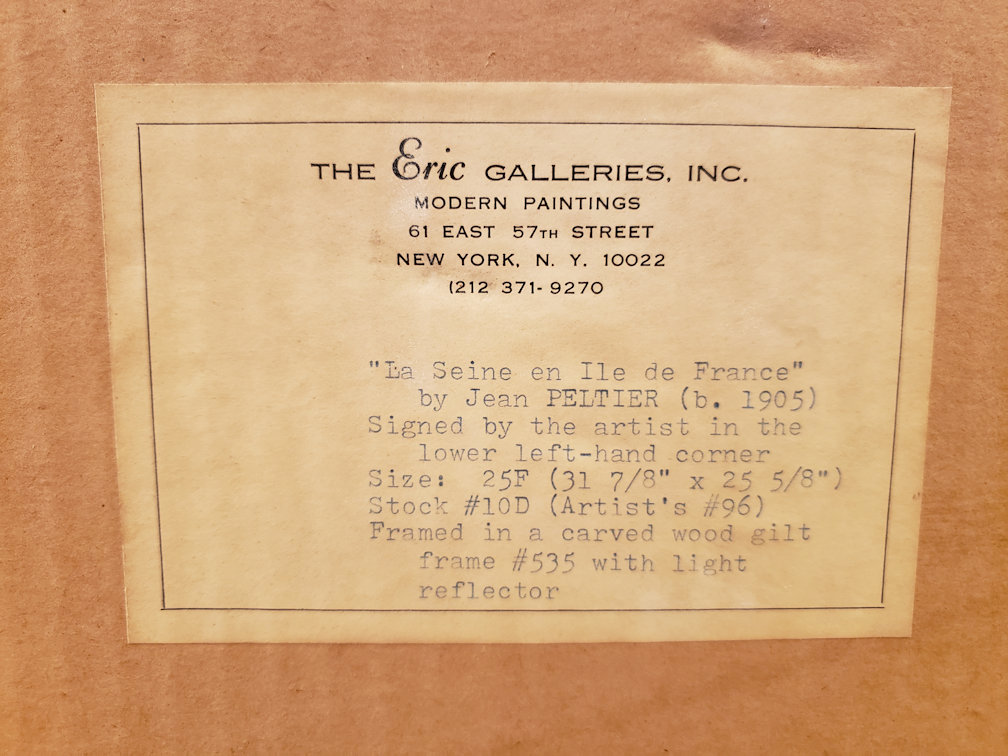 THE Eric GALLERIES, INC.
MODERN PAINTINGS
61 EAST 57TH STREET
NEW YORK, N. Y. 10022
(212 371-9270
"La Seine en Ile de France"
by Jean PELTIER (b. 1905)
Signed by the artist in the
lower left-hand corner
Size: 25F (31 7/8" x 25 5/8")
Stock #10D (Artist's #96)
Framed in a carved wood gilt
frame #535 with light
reflector